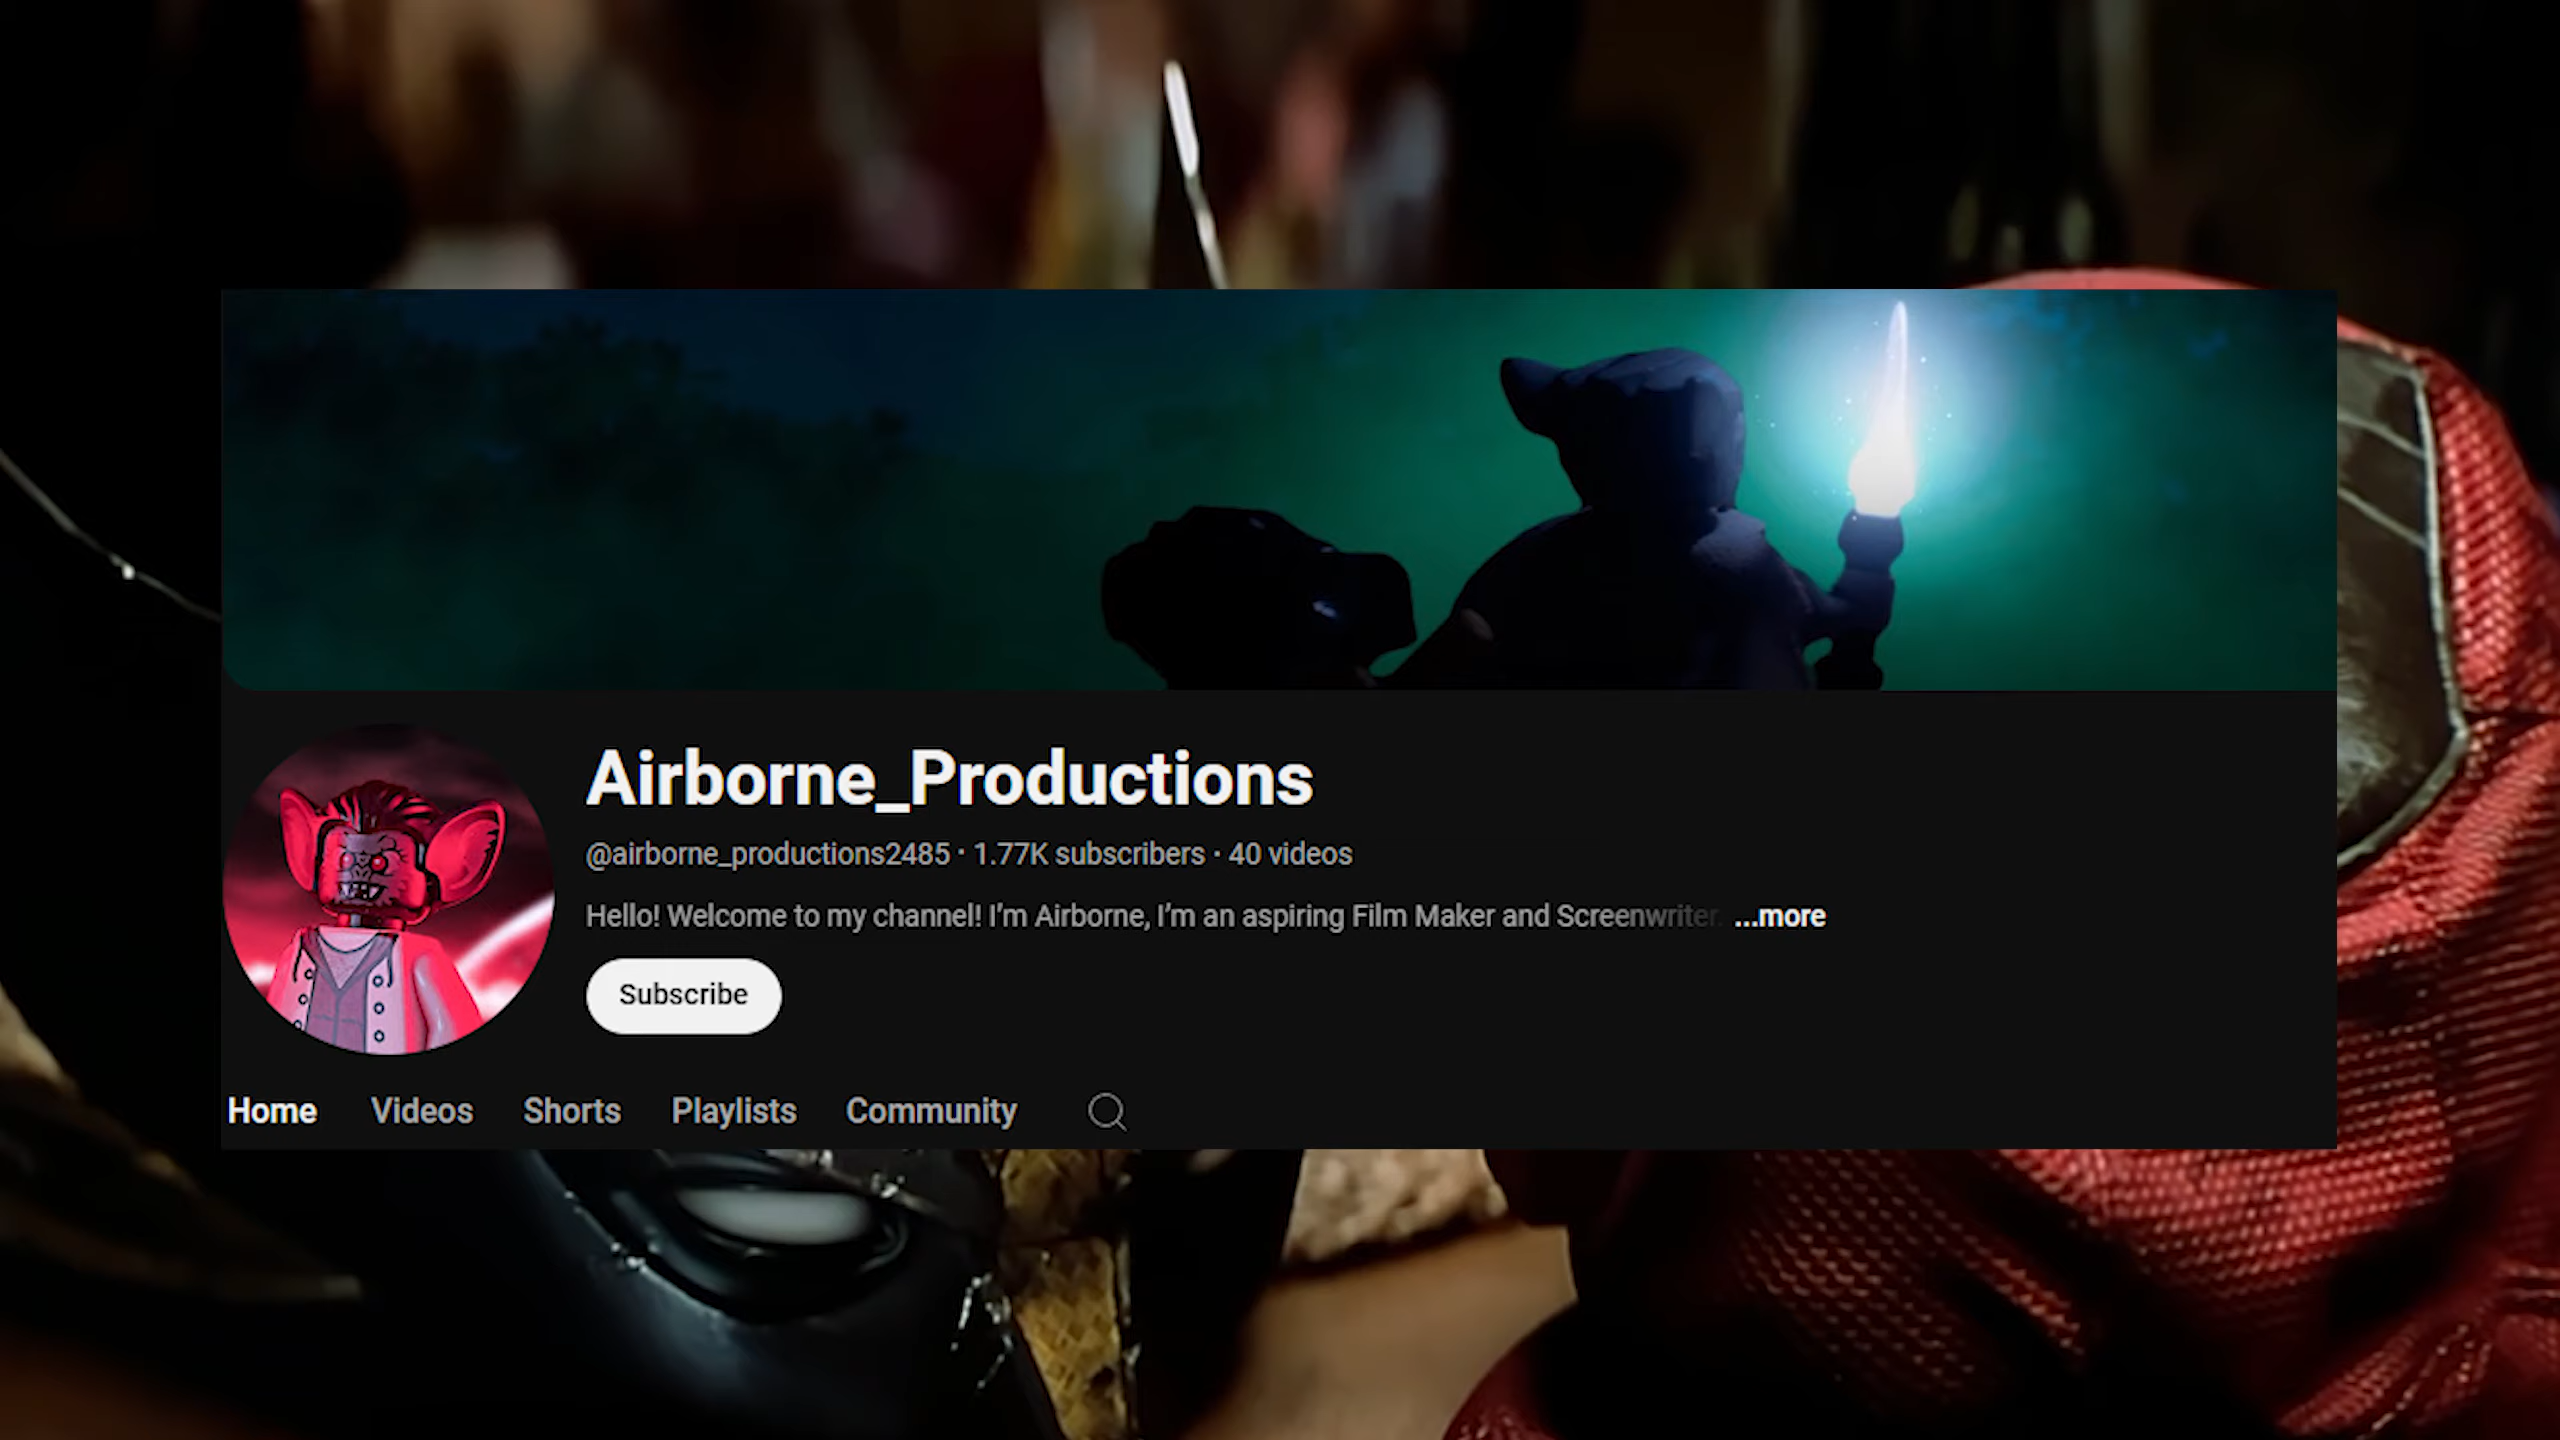 Airborne_Productions
@airborne_productions2485 · 1.77K subscribers · 40 videos
Hello! Welcome to my channel! I’m Airborne, I’m an aspiring Film Maker and Screenwriter. ...more
Subscribe
Home Videos Shorts Playlists Community